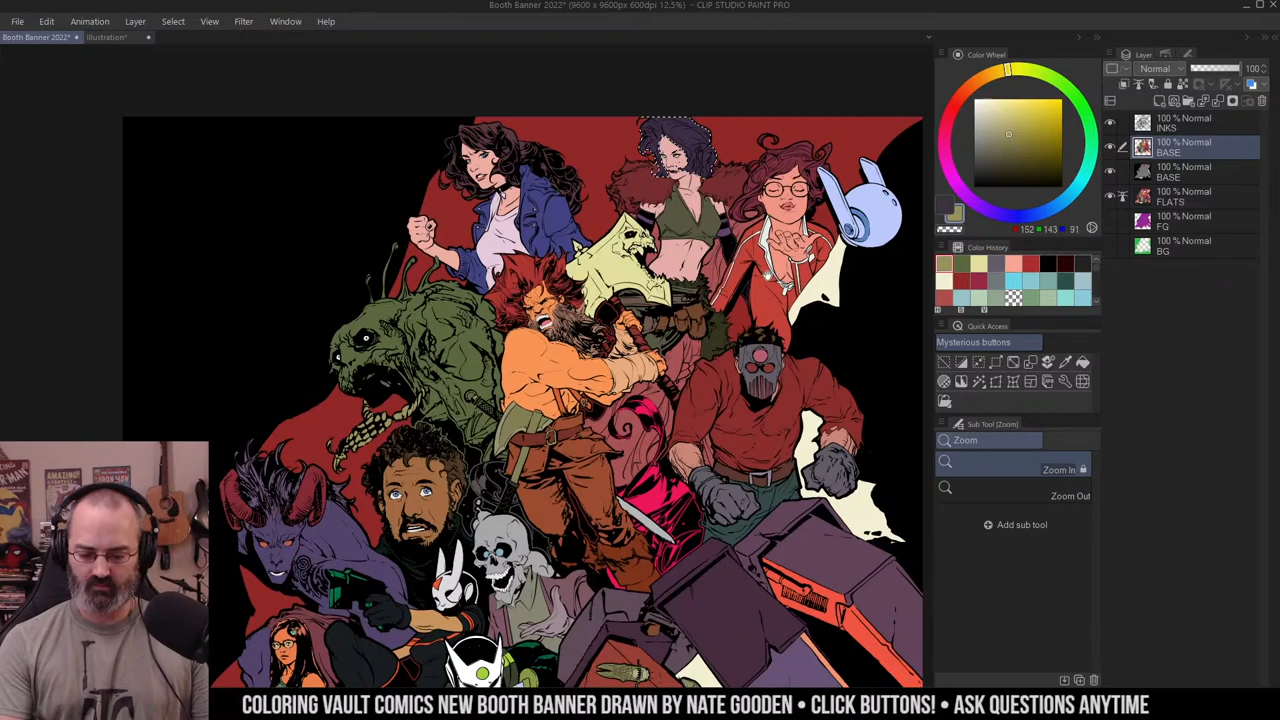 Booth Banner 2022* (9600 x 9600px 600dpi 12.5%) - CLIP STUDIO PAINT PRO
File Edit Animation Layer Select View Filter Window Help
Booth Banner 2022* Illustration*
Color Wheel
Layer
Normal 100
100 % Normal
INKS
100 % Normal
BASE
100 % Normal
BASE
100 % Normal
FLATS
100 % Normal
FG
100 % Normal
BG
152 143 91
Color History
H S V
Quick Access
Mysterious buttons
Sub Tool [Zoom]
Zoom
Zoom In
Zoom Out
Add sub tool
AMAZING
COLORING VAULT COMICS NEW BOOTH BANNER DRAWN BY NATE GOODEN • CLICK BUTTONS! • ASK QUESTIONS ANYTIME